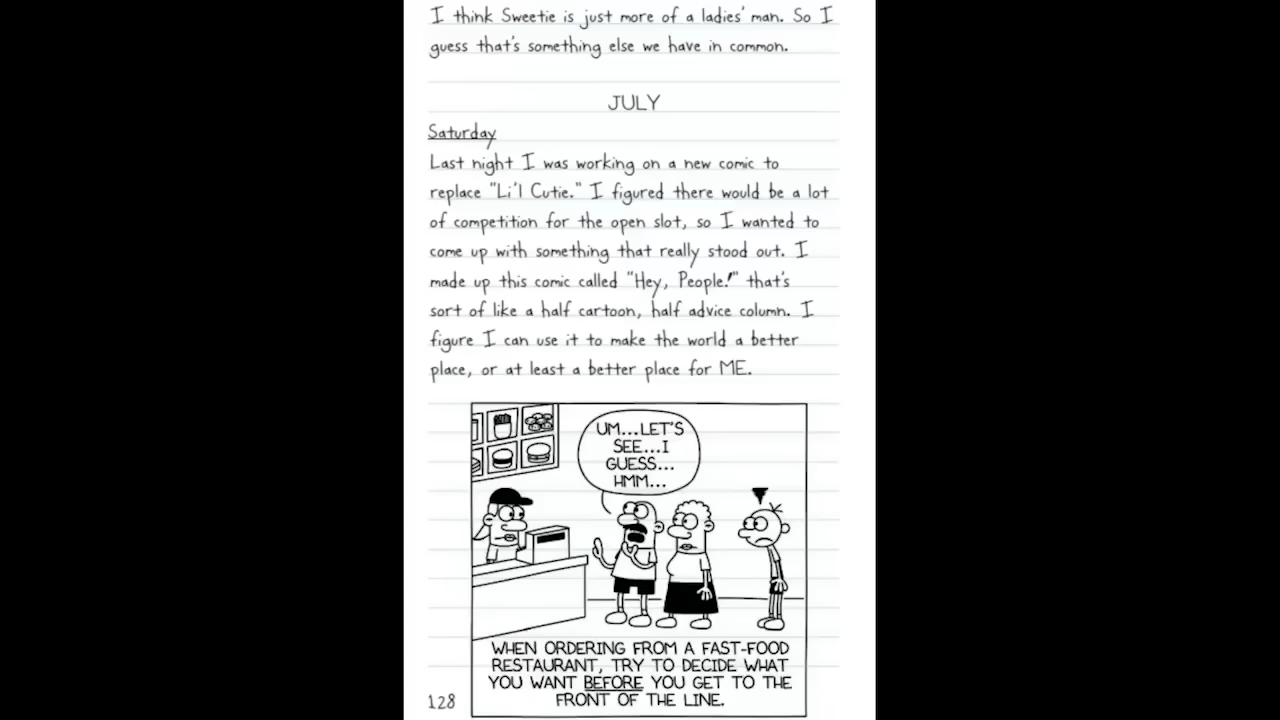 I think Sweetie is just more of a ladies' man. So I
guess that's something else we have in common.
JULY
Saturday
Last night I was working on a new comic to
replace "Li'l Cutie." I figured there would be a lot
of competition for the open slot, so I wanted to
come up with something that really stood out. I
made up this comic called "Hey, People!" that's
sort of like a half cartoon, half advice column. I
figure I can use it to make the world a better
place, or at least a better place for ME.
UM...LET'S
SEE...I
GUESS...
HMM...
WHEN ORDERING FROM A FAST-FOOD
RESTAURANT, TRY TO DECIDE WHAT
YOU WANT BEFORE YOU GET TO THE
FRONT OF THE LINE.
128